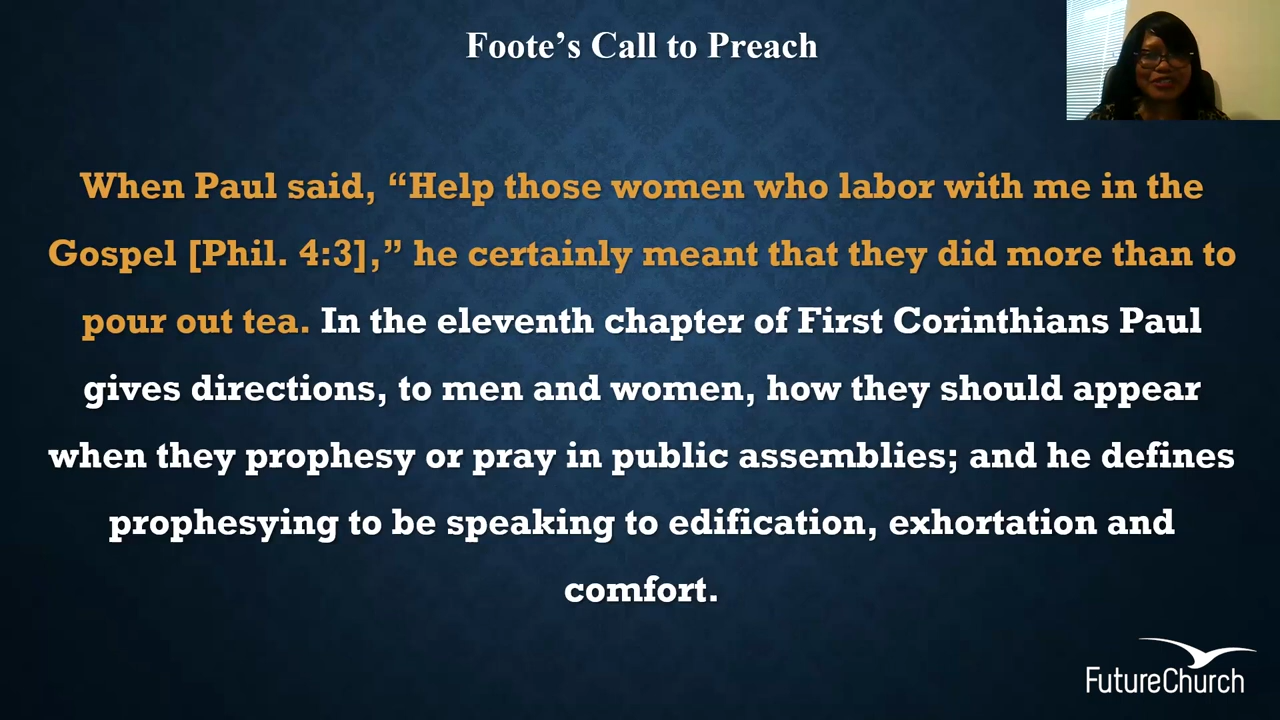 Foote’s Call to Preach
When Paul said, “Help those women who labor with me in the
Gospel [Phil. 4:3],” he certainly meant that they did more than to
pour out tea. In the eleventh chapter of First Corinthians Paul
gives directions, to men and women, how they should appear
when they prophesy or pray in public assemblies; and he defines
prophesying to be speaking to edification, exhortation and
comfort.
FutureChurch